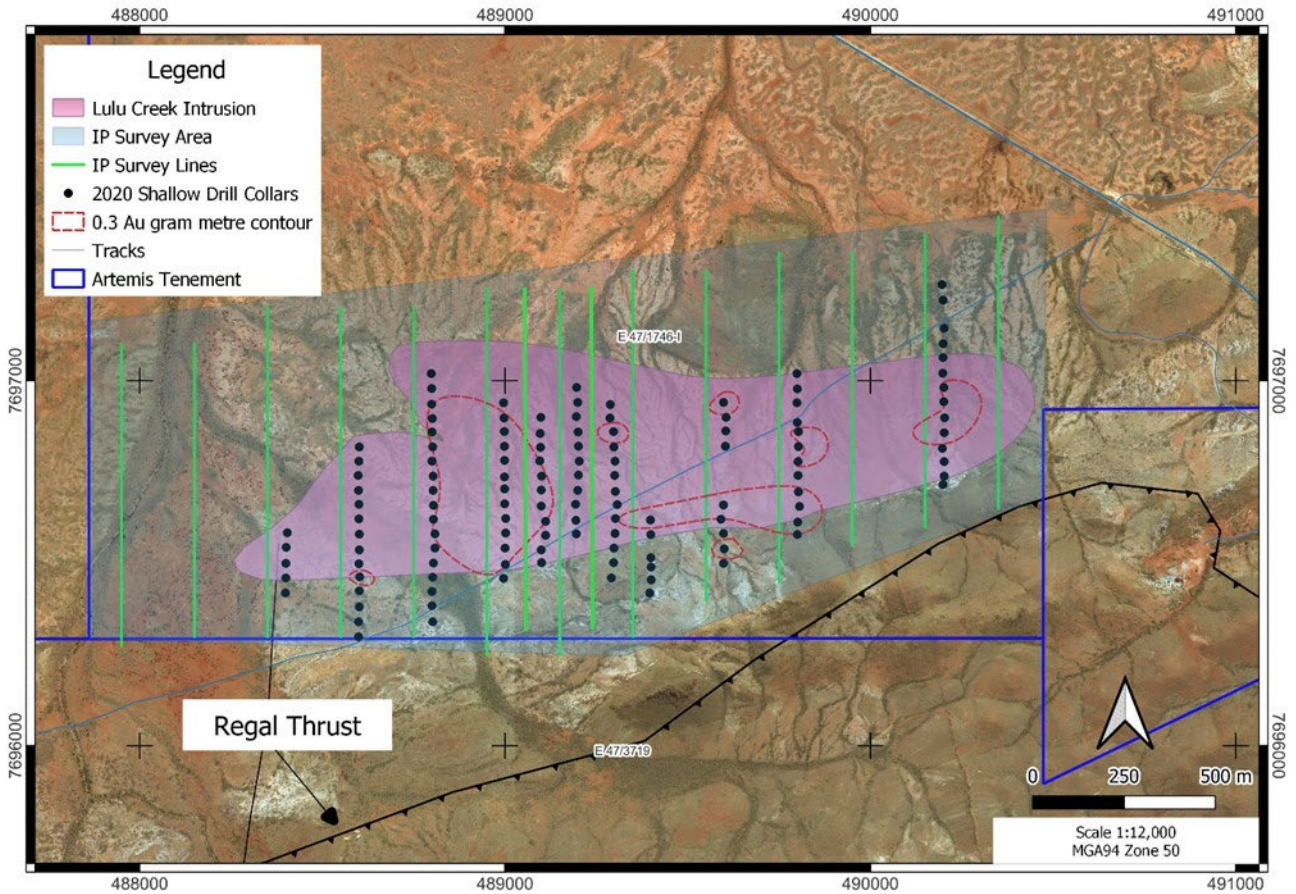 488000
489000
490000
491000
Legend
Lulu Creek Intrusion
IP Survey Area
IP Survey Lines
2020 Shallow Drill Collars
0.3 Au gram metre contour
Tracks
Artemis Tenement
E 47/1746-I
7697000
7697000
Regal Thrust
E 47/3719
7696000
7696000
0 250 500 m
Scale 1:12,000
MGA94 Zone 50
488000
489000
490000
491000